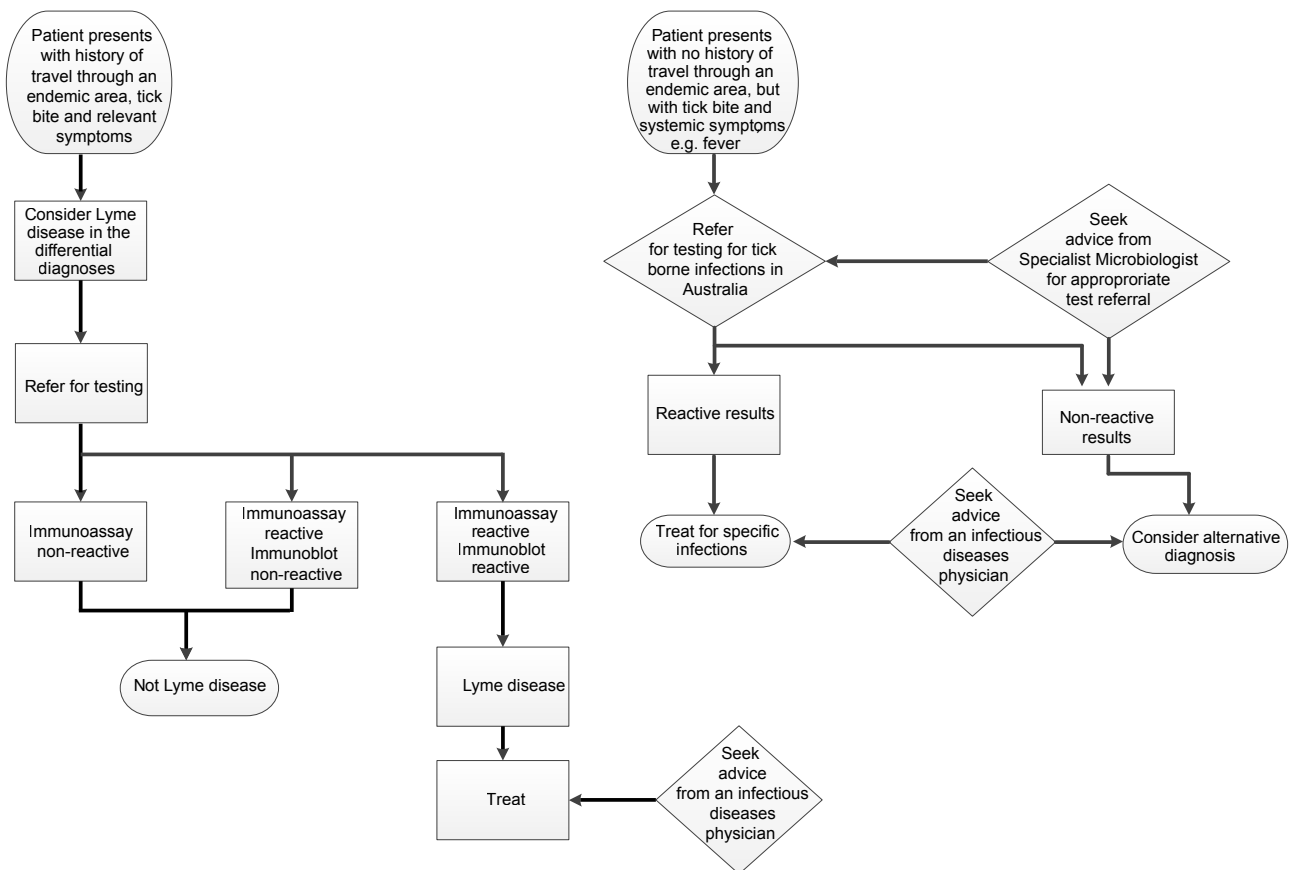 Patient presents
with history of
travel through an
endemic area, tick
bite and relevant
symptoms
Consider Lyme
disease in the
differential
diagnoses
Refer for testing
Immunoassay
non-reactive
Immunoassay
reactive
Immunoblot
non-reactive
Immunoassay
reactive
Immunoblot
reactive
Not Lyme disease
Lyme disease
Treat
Seek
advice
from an infectious
diseases
physician
Patient presents
with no history of
travel through an
endemic area, but
with tick bite and
systemic symptoms
e.g. fever
Refer
for testing for tick
borne infections in
Australia
Seek
advice from
Specialist Microbiologist
for approproriate
test referral
Reactive results
Non-reactive
results
Treat for specific
infections
Seek
advice
from an infectious
diseases
physician
Consider alternative
diagnosis